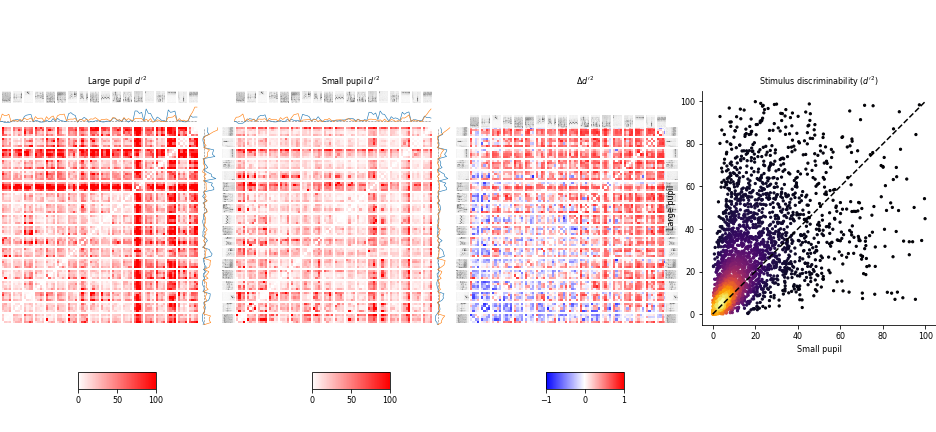 Large pupil d′²
Small pupil d′²
Δd′²
Stimulus discriminability (d′²)
100
80
60
40
20
0
Large pupil
0 20 40 60 80 100
Small pupil
0 50 100
0 50 100
−1 0 1